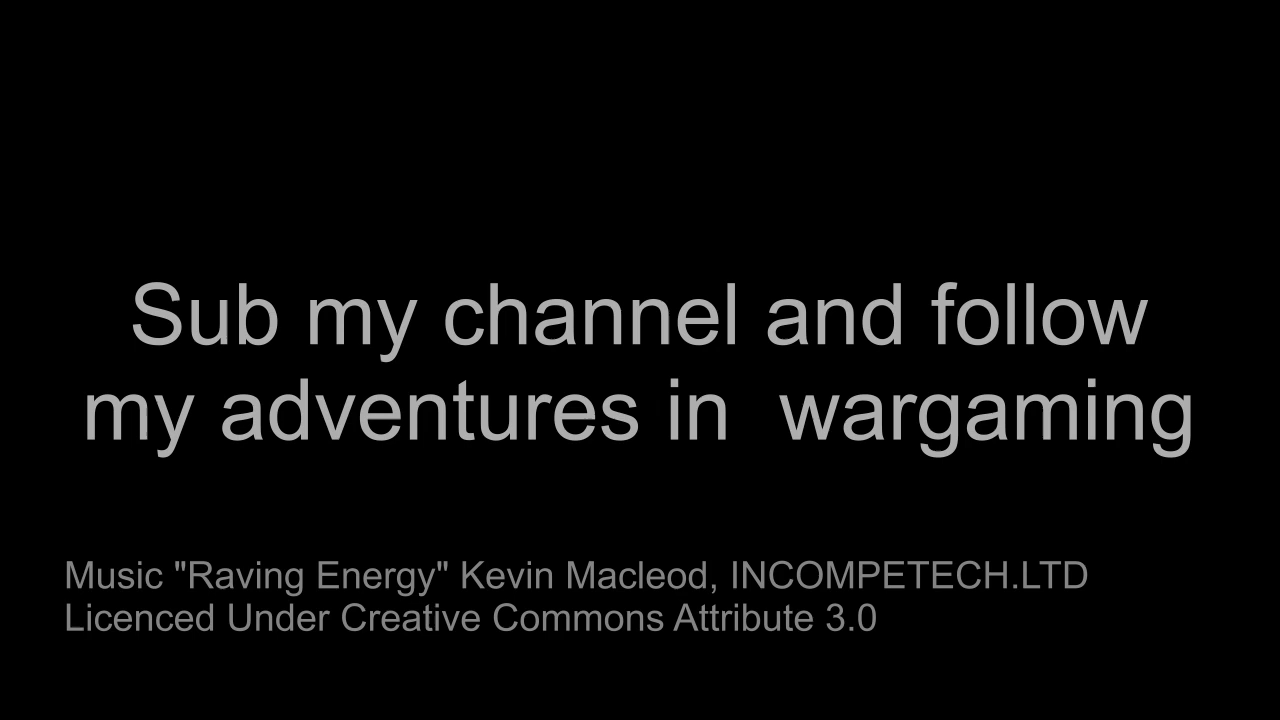 Sub my channel and follow
my adventures in  wargaming
Music "Raving Energy" Kevin Macleod, INCOMPETECH.LTD
Licenced Under Creative Commons Attribute 3.0